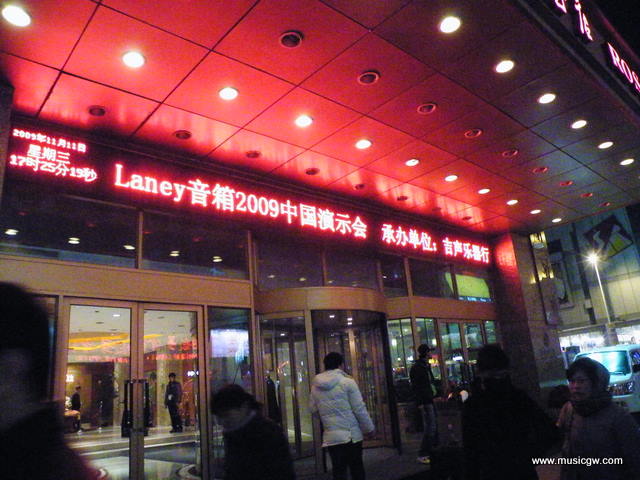 2009年11月11日
星期三
17时25分19秒
Laney音箱2009中国演示会 承办单位：吉声乐器行
ROS
www.musicgw.com